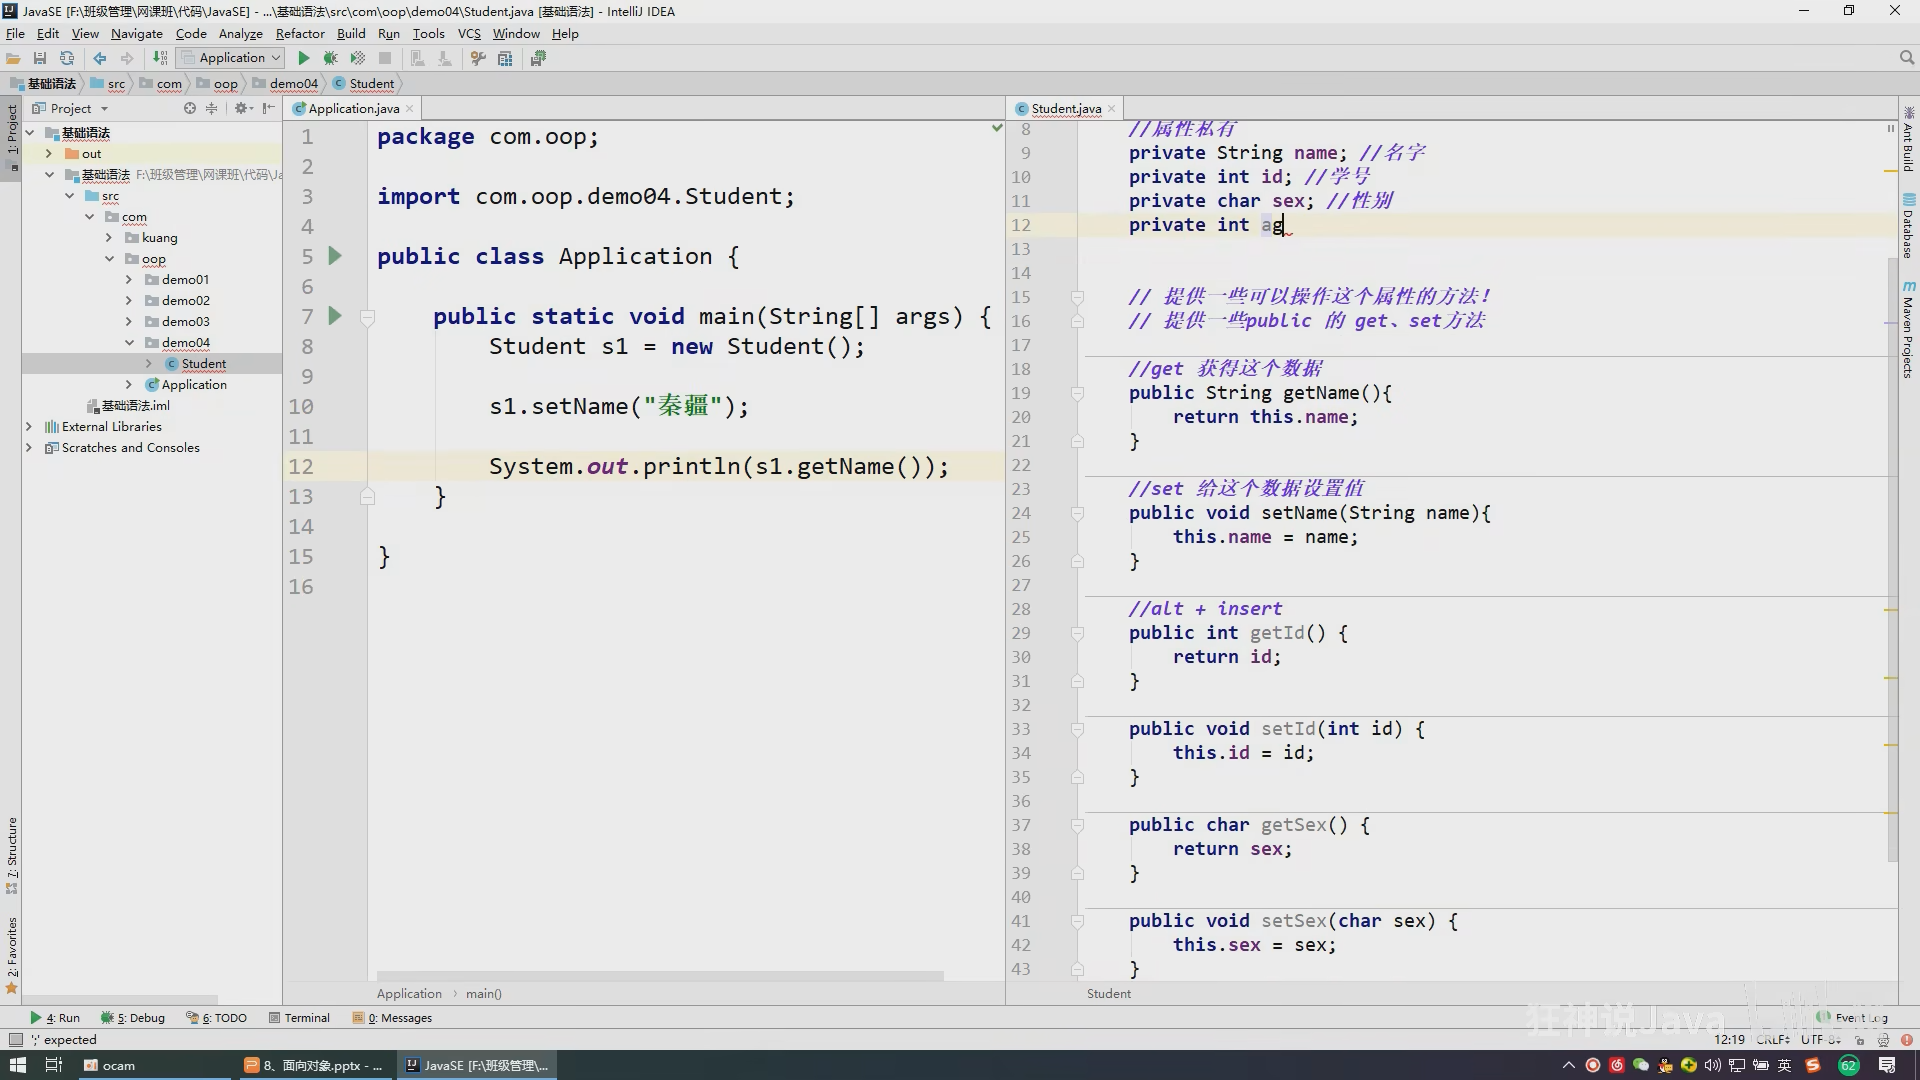 JavaSE [F:\班级管理\网课班\代码\JavaSE] - ...\基础语法\src\com\oop\demo04\Student.java [基础语法] - IntelliJ IDEA
File Edit View Navigate Code Analyze Refactor Build Run Tools VCS Window Help
Application
基础语法 src com oop demo04 Student
1: Project
7: Structure
2: Favorites
Project
基础语法
out
基础语法 F:\班级管理\网课班\代码\Ja
src
com
kuang
oop
demo01
demo02
demo03
demo04
Student
Application
基础语法.iml
External Libraries
Scratches and Consoles
Application.java
1 package com.oop;
2
3 import com.oop.demo04.Student;
4
5 public class Application {
6
7 public static void main(String[] args) {
8 Student s1 = new Student();
9
10 s1.setName("秦疆");
11
12 System.out.println(s1.getName());
13 }
14
15 }
16
Application › main()
Student.java
8 //属性私有
9 private String name; //名字
10 private int id; //学号
11 private char sex; //性别
12 private int ag
13
14
15 // 提供一些可以操作这个属性的方法!
16 // 提供一些public 的 get、set方法
17
18 //get 获得这个数据
19 public String getName(){
20 return this.name;
21 }
22
23 //set 给这个数据设置值
24 public void setName(String name){
25 this.name = name;
26 }
27
28 //alt + insert
29 public int getId() {
30 return id;
31 }
32
33 public void setId(int id) {
34 this.id = id;
35 }
36
37 public char getSex() {
38 return sex;
39 }
40
41 public void setSex(char sex) {
42 this.sex = sex;
43 }
Student
Ant Build
Database
Maven Projects
4: Run 5: Debug 6: TODO Terminal 0: Messages
狂神说Java
Event Log
';' expected
12:19 CRLF UTF-8
ocam
8、面向对象.pptx - ...
JavaSE [F:\班级管理\...
英
62